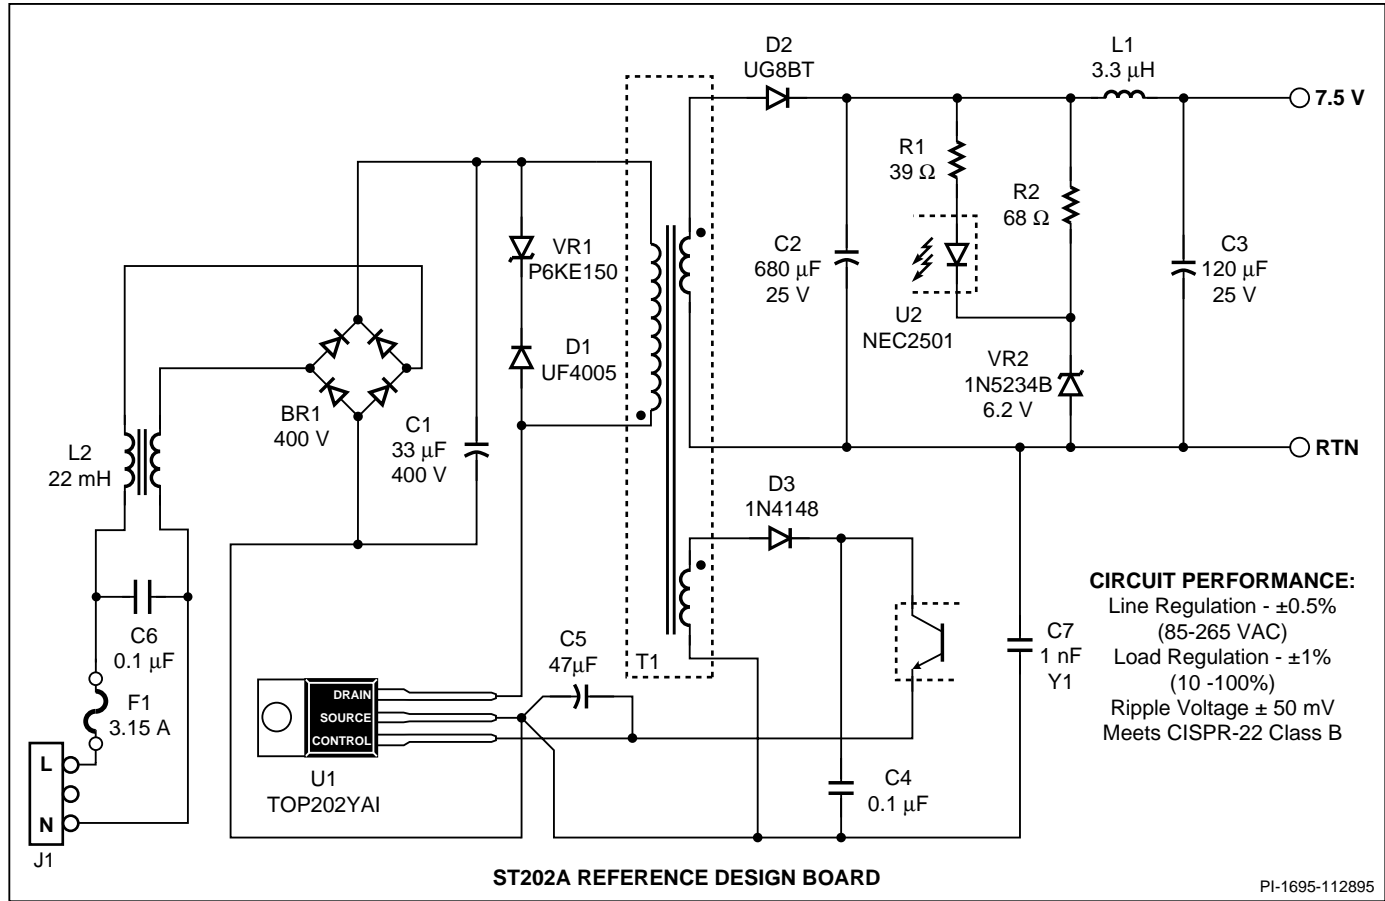 D2
UG8BT
L1
3.3 μH
7.5 V
R1
39 Ω
R2
68 Ω
VR1
P6KE150
C2
680 μF
25 V
C3
120 μF
25 V
U2
NEC2501
D1
UF4005
VR2
1N5234B
6.2 V
BR1
400 V
C1
33 μF
400 V
L2
22 mH
RTN
D3
1N4148
CIRCUIT PERFORMANCE:
Line Regulation - ±0.5%
(85-265 VAC)
Load Regulation - ±1%
(10 -100%)
Ripple Voltage ± 50 mV
Meets CISPR-22 Class B
C6
0.1 μF
C5
47μF
T1
C7
1 nF
Y1
F1
3.15 A
DRAIN
SOURCE
CONTROL
L
N
J1
U1
TOP202YAI
C4
0.1 μF
ST202A REFERENCE DESIGN BOARD
PI-1695-112895